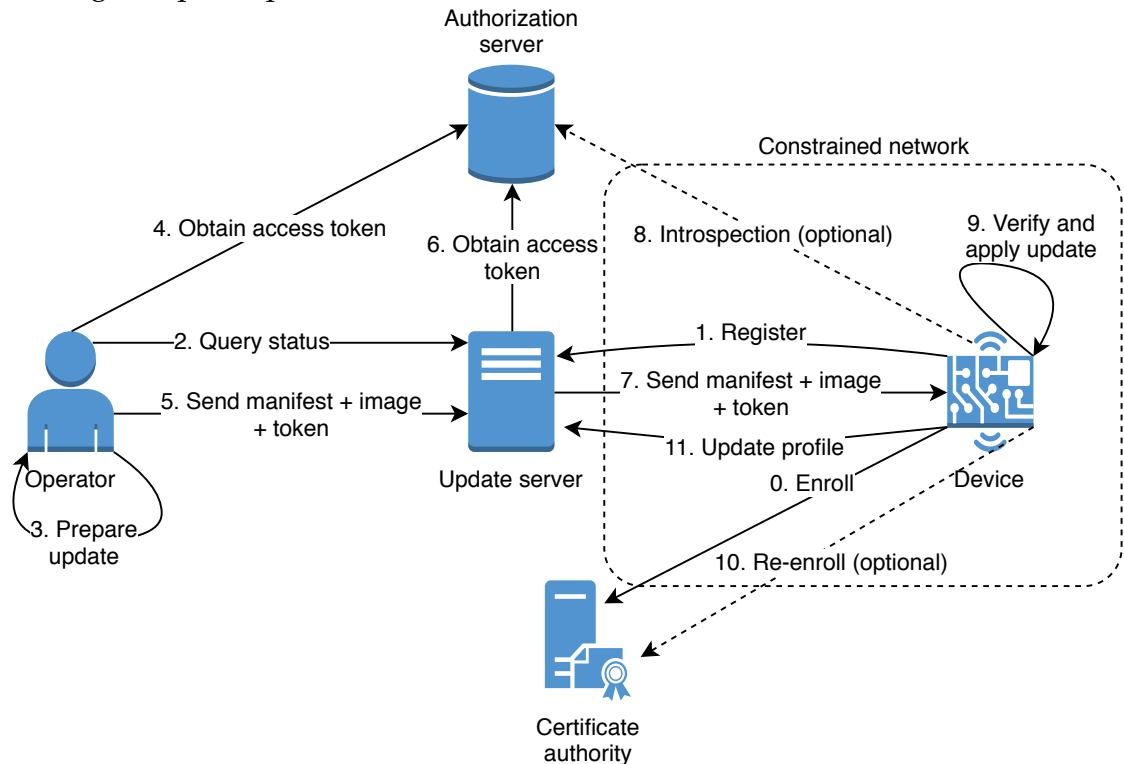 Authorization
server
Constrained network
4. Obtain access token
6. Obtain access
token
8. Introspection (optional)
9. Verify and
apply update
2. Query status
1. Register
5. Send manifest + image
+ token
7. Send manifest + image
+ token
11. Update profile
Operator
Update server
0. Enroll
Device
3. Prepare
update
10. Re-enroll (optional)
Certificate
authority